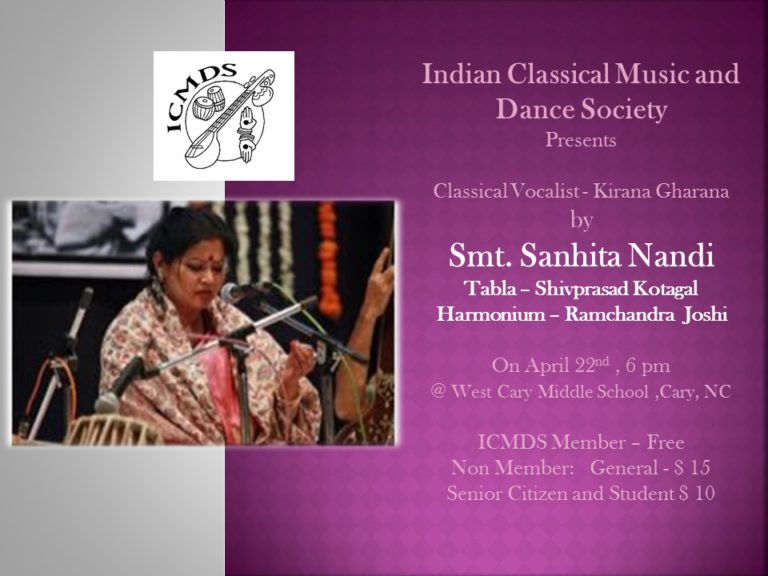 ICMDS
Indian Classical Music and
Dance Society
Presents
Classical Vocalist - Kirana Gharana
by
Smt. Sanhita Nandi
Tabla – Shivprasad Kotagal
Harmonium – Ramchandra Joshi
On April 22nd , 6 pm
@ West Cary Middle School ,Cary, NC
ICMDS Member – Free
Non Member: General - $ 15
Senior Citizen and Student $ 10